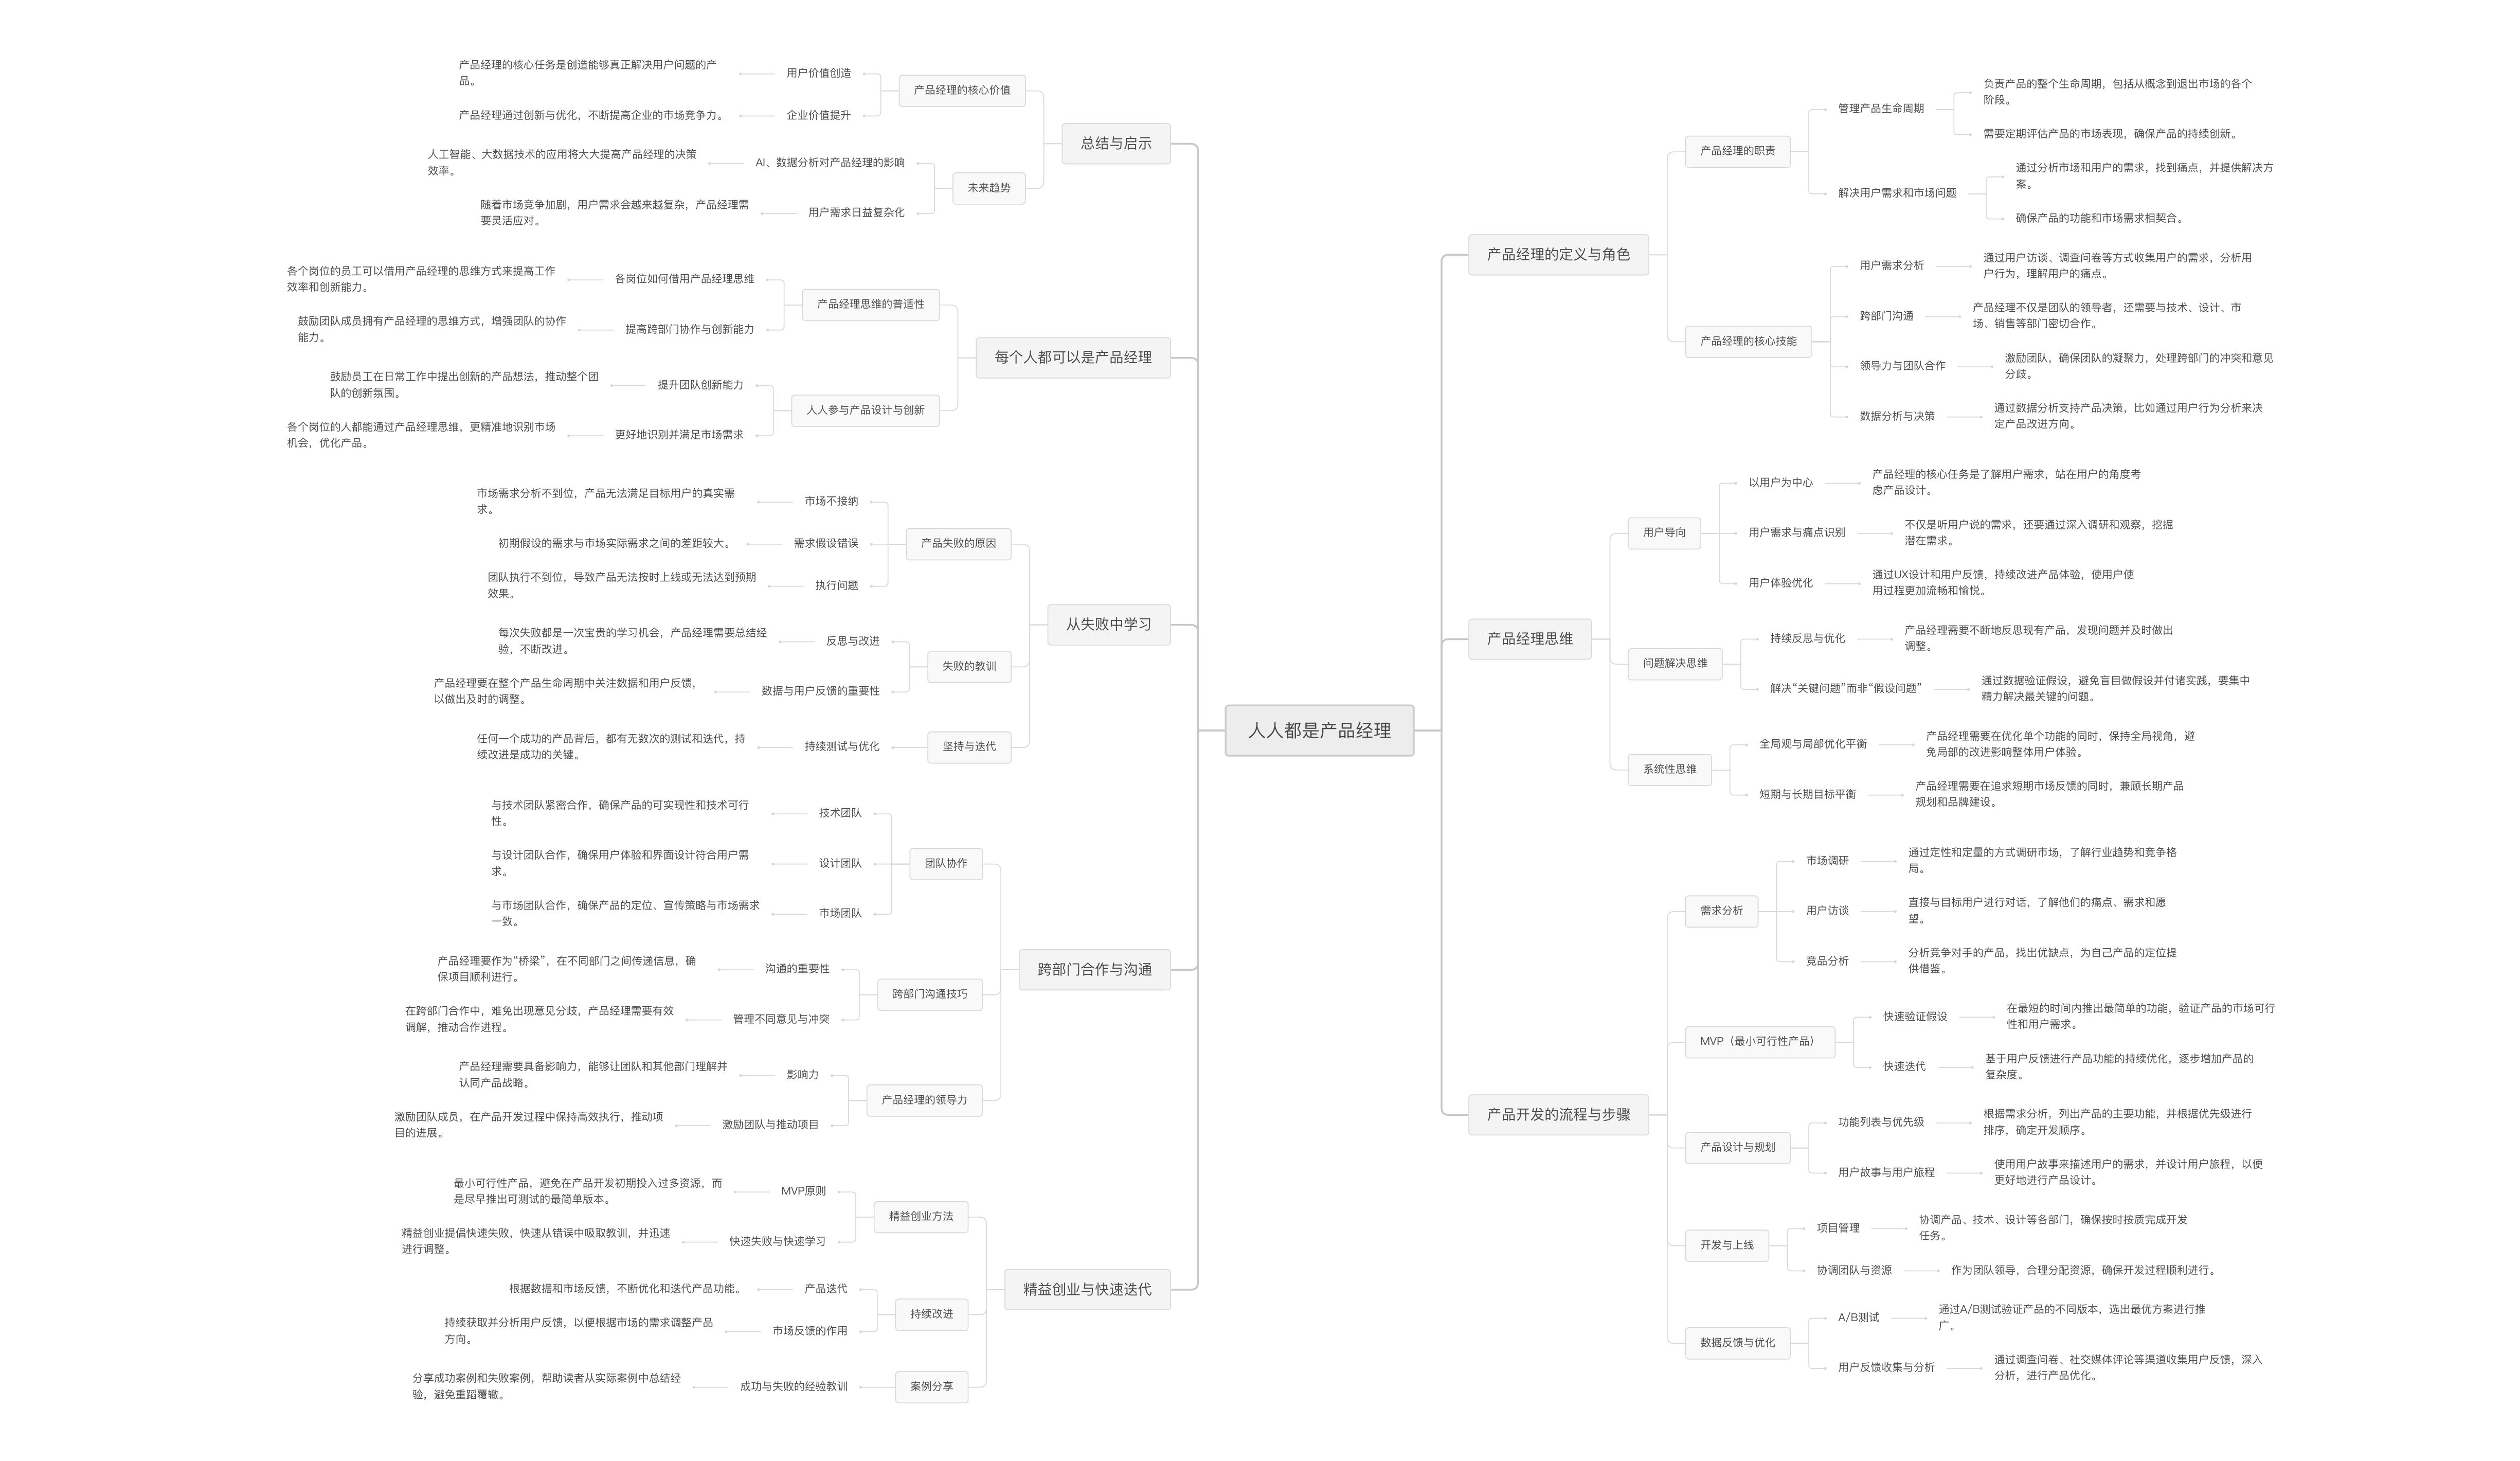 人人都是产品经理
产品经理的定义与角色
产品经理的职责
管理产品生命周期
负责产品的整个生命周期，包括从概念到退出市场的各个
阶段。
需要定期评估产品的市场表现，确保产品的持续创新。
解决用户需求和市场问题
通过分析市场和用户的需求，找到痛点，并提供解决方
案。
确保产品的功能和市场需求相契合。
产品经理的核心技能
用户需求分析
通过用户访谈、调查问卷等方式收集用户的需求，分析用
户行为，理解用户的痛点。
跨部门沟通
产品经理不仅是团队的领导者，还需要与技术、设计、市
场、销售等部门密切合作。
领导力与团队合作
激励团队，确保团队的凝聚力，处理跨部门的冲突和意见
分歧。
数据分析与决策
通过数据分析支持产品决策，比如通过用户行为分析来决
定产品改进方向。
产品经理思维
用户导向
以用户为中心
产品经理的核心任务是了解用户需求，站在用户的角度考
虑产品设计。
用户需求与痛点识别
不仅是听用户说的需求，还要通过深入调研和观察，挖掘
潜在需求。
用户体验优化
通过UX设计和用户反馈，持续改进产品体验，使用户使
用过程更加流畅和愉悦。
问题解决思维
持续反思与优化
产品经理需要不断地反思现有产品，发现问题并及时做出
调整。
解决“关键问题”而非“假设问题”
通过数据验证假设，避免盲目做假设并付诸实践，要集中
精力解决最关键的问题。
系统性思维
全局观与局部优化平衡
产品经理需要在优化单个功能的同时，保持全局视角，避
免局部的改进影响整体用户体验。
短期与长期目标平衡
产品经理需要在追求短期市场反馈的同时，兼顾长期产品
规划和品牌建设。
产品开发的流程与步骤
需求分析
市场调研
通过定性和定量的方式调研市场，了解行业趋势和竞争格
局。
用户访谈
直接与目标用户进行对话，了解他们的痛点、需求和愿
望。
竞品分析
分析竞争对手的产品，找出优缺点，为自己产品的定位提
供借鉴。
MVP（最小可行性产品）
快速验证假设
在最短的时间内推出最简单的功能，验证产品的市场可行
性和用户需求。
快速迭代
基于用户反馈进行产品功能的持续优化，逐步增加产品的
复杂度。
产品设计与规划
功能列表与优先级
根据需求分析，列出产品的主要功能，并根据优先级进行
排序，确定开发顺序。
用户故事与用户旅程
使用用户故事来描述用户的需求，并设计用户旅程，以便
更好地进行产品设计。
开发与上线
项目管理
协调产品、技术、设计等各部门，确保按时按质完成开发
任务。
协调团队与资源
作为团队领导，合理分配资源，确保开发过程顺利进行。
数据反馈与优化
A/B测试
通过A/B测试验证产品的不同版本，选出最优方案进行推
广。
用户反馈收集与分析
通过调查问卷、社交媒体评论等渠道收集用户反馈，深入
分析，进行产品优化。
总结与启示
产品经理的核心价值
用户价值创造
产品经理的核心任务是创造能够真正解决用户问题的产
品。
企业价值提升
产品经理通过创新与优化，不断提高企业的市场竞争力。
未来趋势
AI、数据分析对产品经理的影响
人工智能、大数据技术的应用将大大提高产品经理的决策
效率。
用户需求日益复杂化
随着市场竞争加剧，用户需求会越来越复杂，产品经理需
要灵活应对。
每个人都可以是产品经理
产品经理思维的普适性
各岗位如何借用产品经理思维
各个岗位的员工可以借用产品经理的思维方式来提高工作
效率和创新能力。
提高跨部门协作与创新能力
鼓励团队成员拥有产品经理的思维方式，增强团队的协作
能力。
人人参与产品设计与创新
提升团队创新能力
鼓励员工在日常工作中提出创新的产品想法，推动整个团
队的创新氛围。
更好地识别并满足市场需求
各个岗位的人都能通过产品经理思维，更精准地识别市场
机会，优化产品。
从失败中学习
产品失败的原因
市场不接纳
市场需求分析不到位，产品无法满足目标用户的真实需
求。
需求假设错误
初期假设的需求与市场实际需求之间的差距较大。
执行问题
团队执行不到位，导致产品无法按时上线或无法达到预期
效果。
失败的教训
反思与改进
每次失败都是一次宝贵的学习机会，产品经理需要总结经
验，不断改进。
数据与用户反馈的重要性
产品经理要在整个产品生命周期中关注数据和用户反馈，
以做出及时的调整。
坚持与迭代
持续测试与优化
任何一个成功的产品背后，都有无数次的测试和迭代，持
续改进是成功的关键。
跨部门合作与沟通
团队协作
技术团队
与技术团队紧密合作，确保产品的可实现性和技术可行
性。
设计团队
与设计团队合作，确保用户体验和界面设计符合用户需
求。
市场团队
与市场团队合作，确保产品的定位、宣传策略与市场需求
一致。
跨部门沟通技巧
沟通的重要性
产品经理要作为“桥梁”，在不同部门之间传递信息，确
保项目顺利进行。
管理不同意见与冲突
在跨部门合作中，难免出现意见分歧，产品经理需要有效
调解，推动合作进程。
产品经理的领导力
影响力
产品经理需要具备影响力，能够让团队和其他部门理解并
认同产品战略。
激励团队与推动项目
激励团队成员，在产品开发过程中保持高效执行，推动项
目的进展。
精益创业与快速迭代
精益创业方法
MVP原则
最小可行性产品，避免在产品开发初期投入过多资源，而
是尽早推出可测试的最简单版本。
快速失败与快速学习
精益创业提倡快速失败，快速从错误中吸取教训，并迅速
进行调整。
持续改进
产品迭代
根据数据和市场反馈，不断优化和迭代产品功能。
市场反馈的作用
持续获取并分析用户反馈，以便根据市场的需求调整产品
方向。
案例分享
成功与失败的经验教训
分享成功案例和失败案例，帮助读者从实际案例中总结经
验，避免重蹈覆辙。